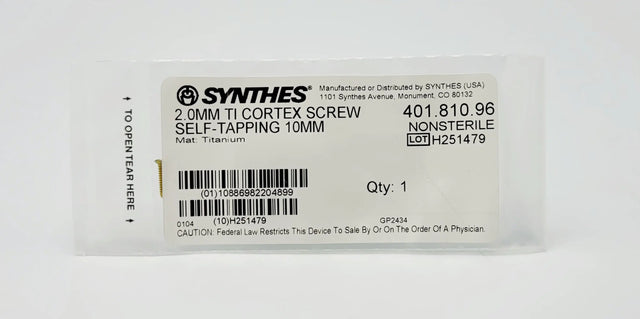 SYNTHES®
Manufactured or Distributed by SYNTHES (USA)
1101 Synthes Avenue, Monument, CO 80132
2.0MM TI CORTEX SCREW
SELF-TAPPING 10MM
Mat: Titanium
401.810.96
NONSTERILE
LOT H251479
(01)10886982204899
Qty: 1
(10)H251479
0104
GP2434
CAUTION: Federal Law Restricts This Device To Sale By Or On The Order Of A Physician.
TO OPEN TEAR HERE